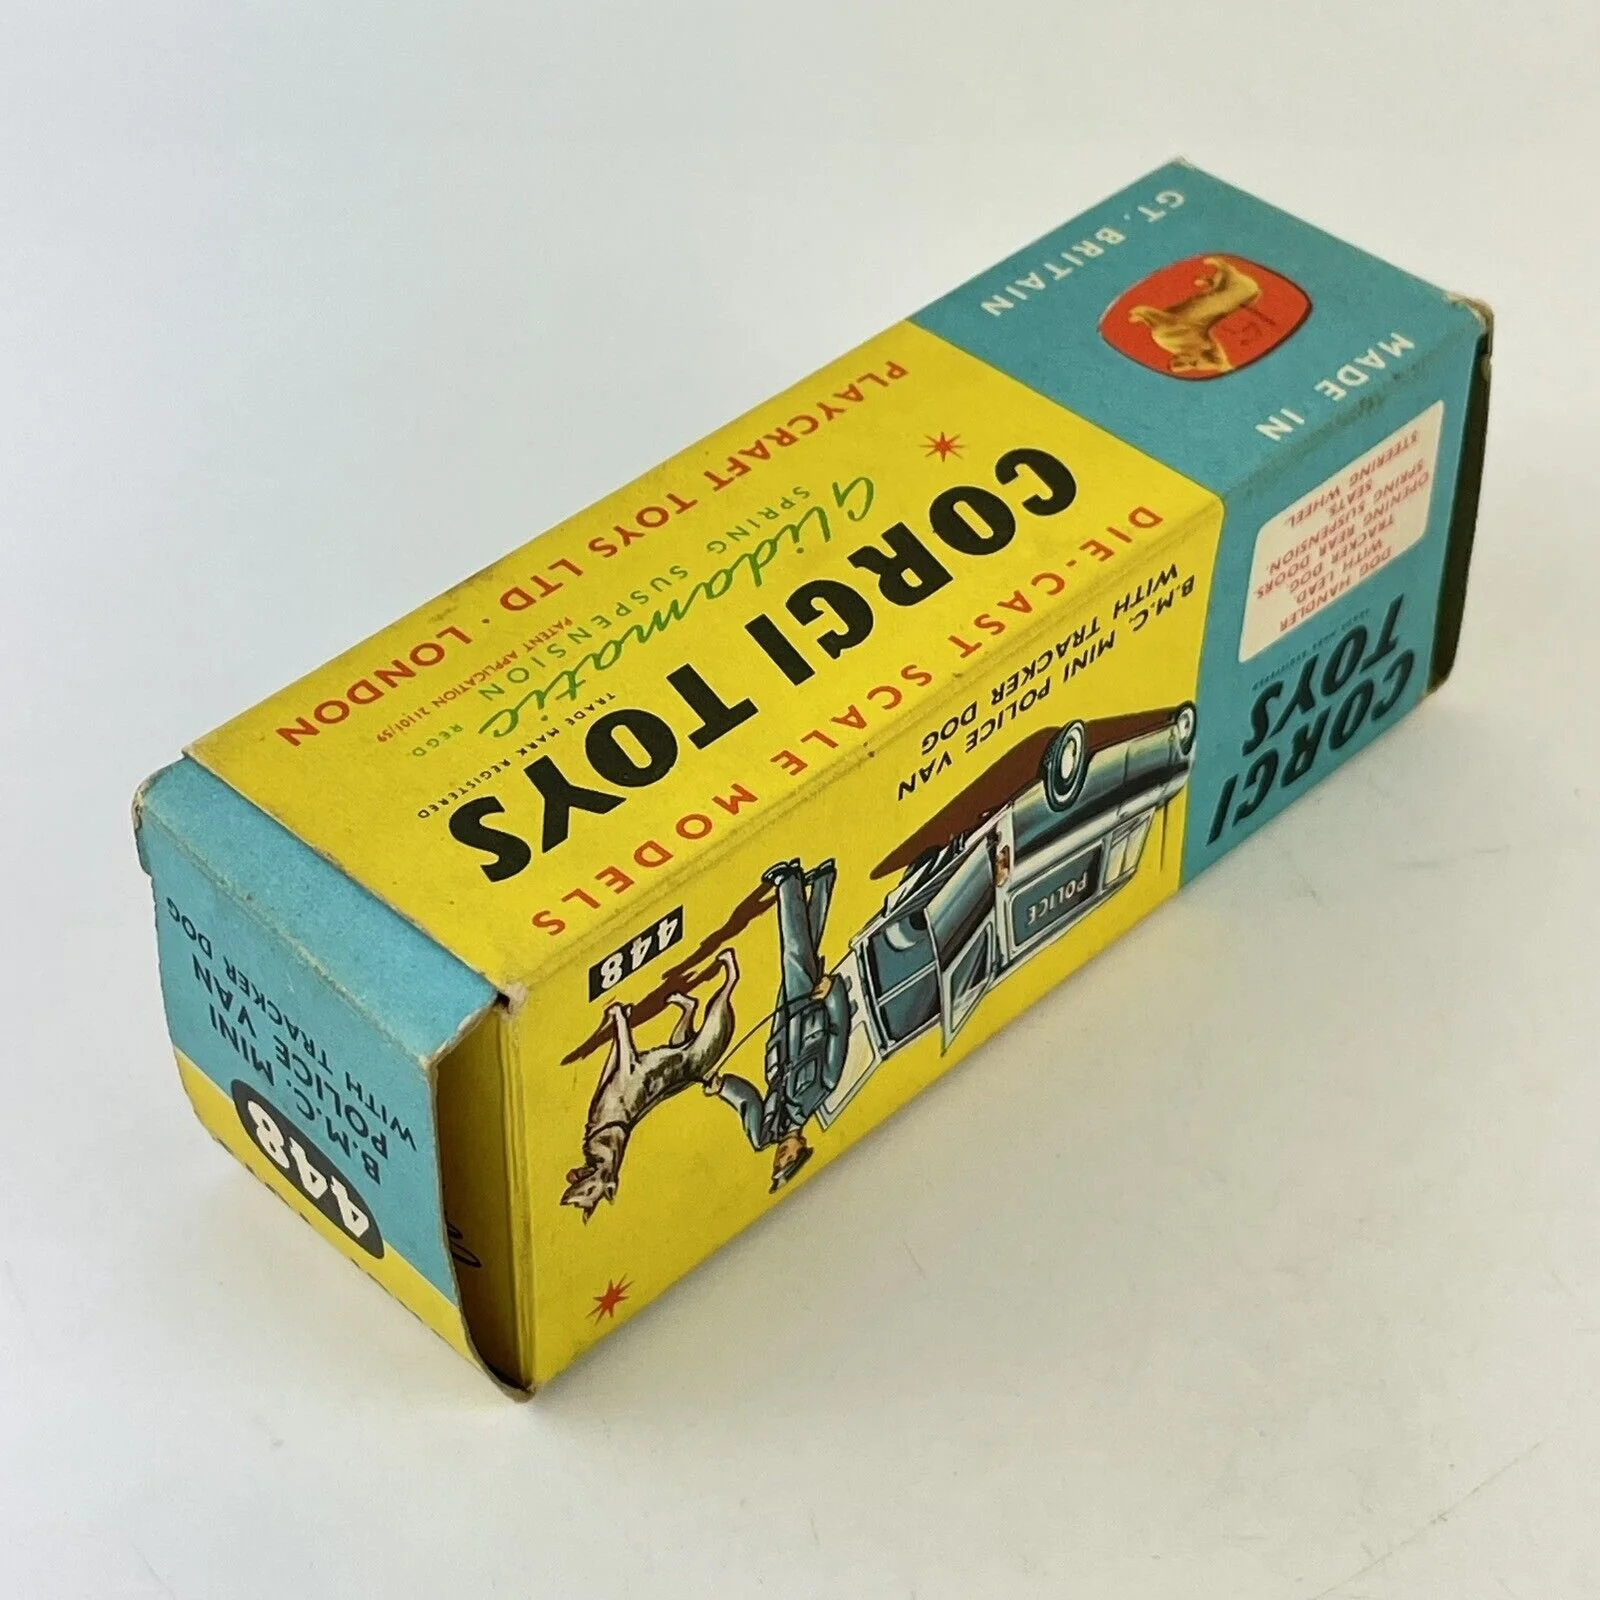 GT. BRITAIN
MADE IN
PLAYCRAFT TOYS LTD · LONDON
Glidamatic REGD
SPRING SUSPENSION
PATENT APPLICATION 21101/59
CORGI TOYS
TRADE MARK REGISTERED
DIE-CAST SCALE MODELS
B.M.C. MINI POLICE VAN
WITH TRACKER DOG
POLICE
448
CORGI
TOYS
DOG HANDLER
WITH LEAD.
TRACKER DOG.
OPENING REAR DOORS.
SPRING SUSPENSION.
SEATS
STEERING WHEEL
B.M.C. MINI
POLICE VAN
WITH TRACKER DOG
448